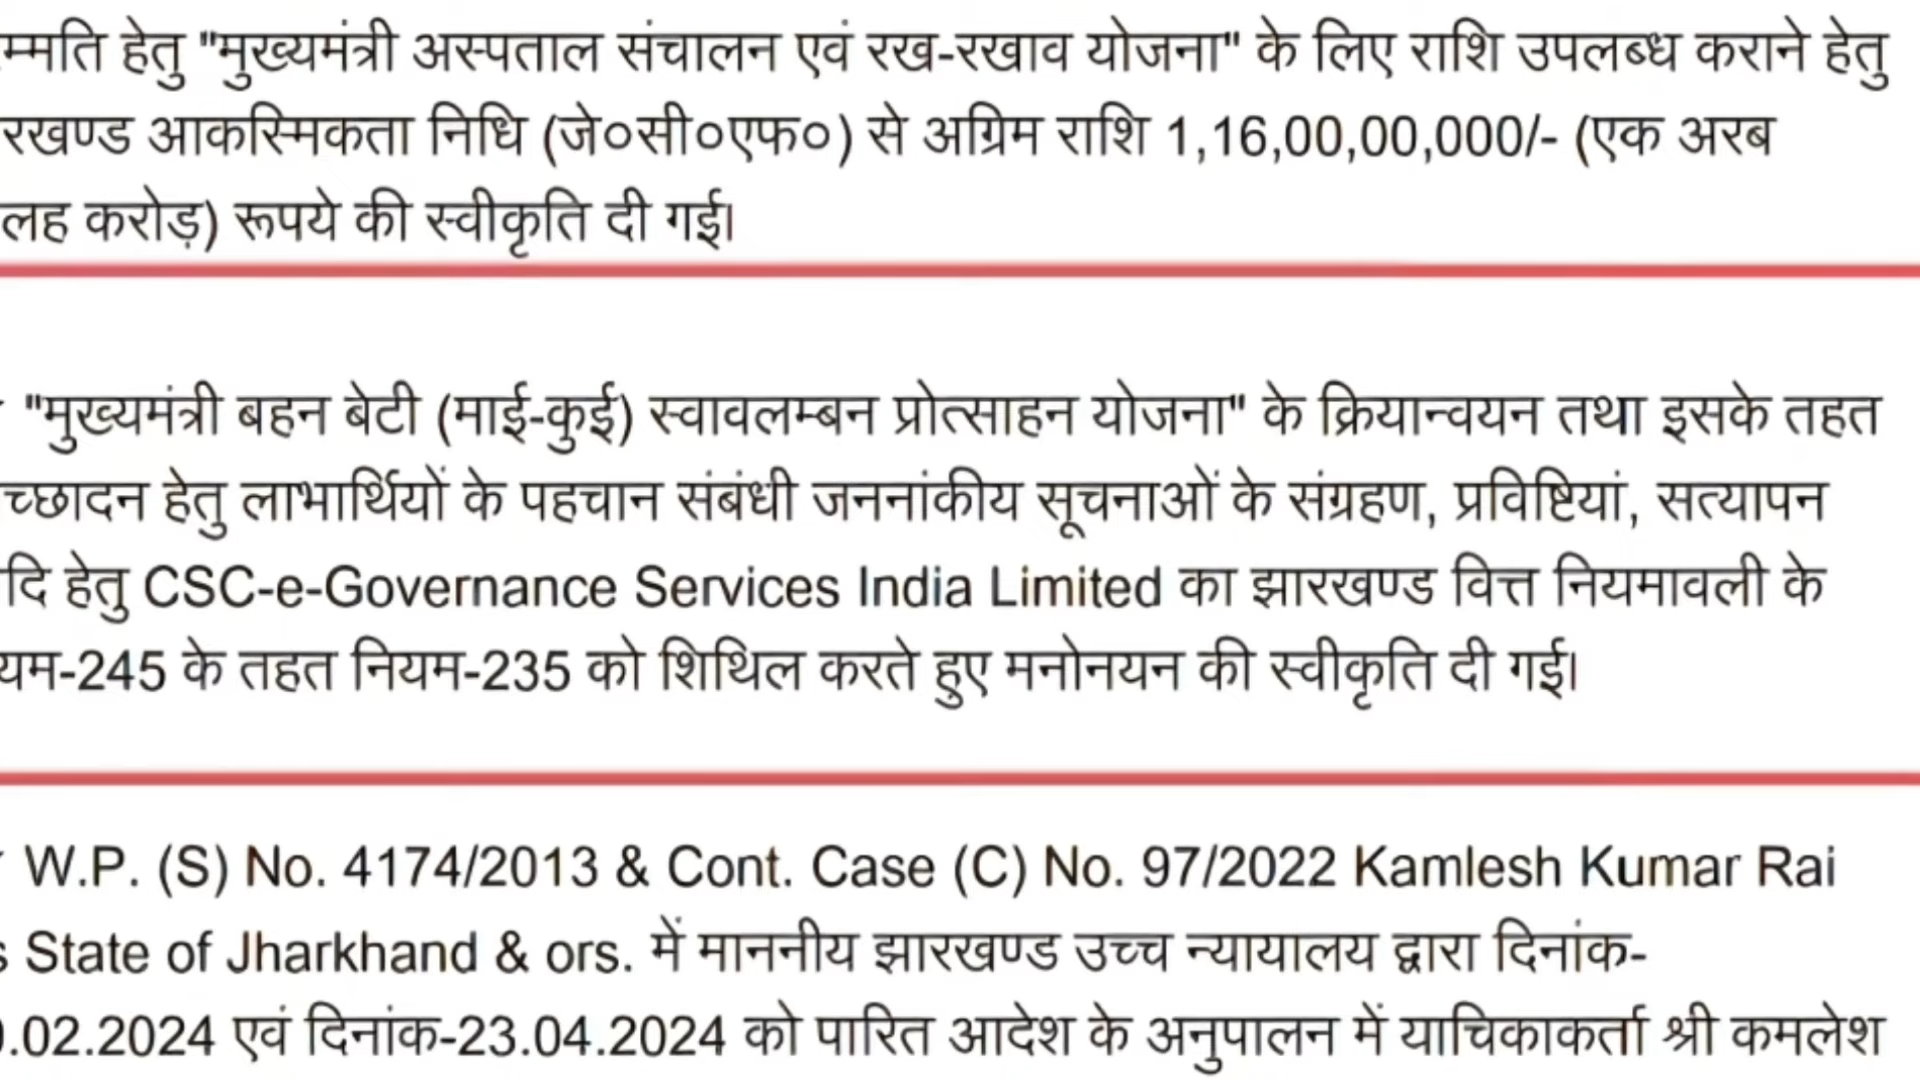 म्मति हेतु "मुख्यमंत्री अस्पताल संचालन एवं रख-रखाव योजना" के लिए राशि उपलब्ध कराने हेतु
रखण्ड आकस्मिकता निधि (जे०सी०एफ०) से अग्रिम राशि 1,16,00,00,000/- (एक अरब
लह करोड़) रूपये की स्वीकृति दी गई।
"मुख्यमंत्री बहन बेटी (माई-कुई) स्वावलम्बन प्रोत्साहन योजना" के क्रियान्वयन तथा इसके तहत
च्छादन हेतु लाभार्थियों के पहचान संबंधी जननांकीय सूचनाओं के संग्रहण, प्रविष्टियां, सत्यापन
दि हेतु CSC-e-Governance Services India Limited का झारखण्ड वित्त नियमावली के
यम-245 के तहत नियम-235 को शिथिल करते हुए मनोनयन की स्वीकृति दी गई।
W.P. (S) No. 4174/2013 & Cont. Case (C) No. 97/2022 Kamlesh Kumar Rai
s State of Jharkhand & ors. में माननीय झारखण्ड उच्च न्यायालय द्वारा दिनांक-
.02.2024 एवं दिनांक-23.04.2024 को पारित आदेश के अनुपालन में याचिकाकर्ता श्री कमलेश